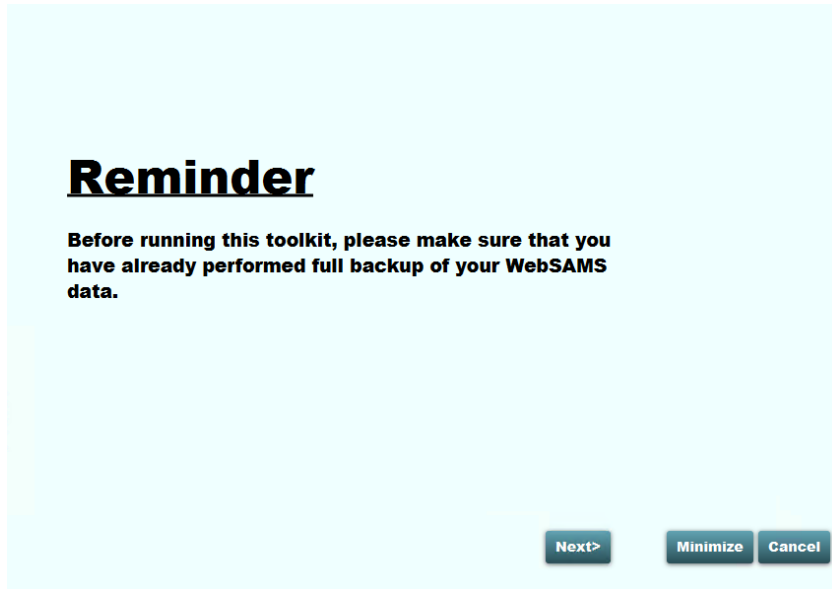 Reminder
Before running this toolkit, please make sure that you
have already performed full backup of your WebSAMS
data.
Next>
Minimize
Cancel